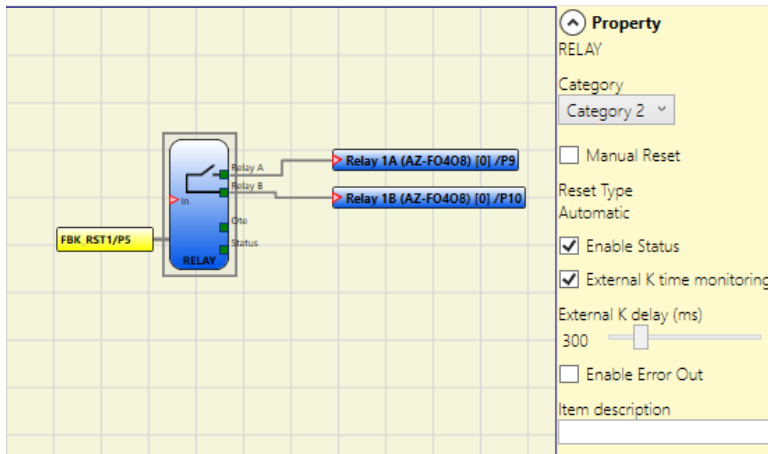 Property
RELAY
Category
Category 2
Manual Reset
Reset Type
Automatic
Enable Status
External K time monitoring
External K delay (ms)
300
Enable Error Out
Item description
Relay A
Relay B
In
Ote
Status
RELAY
FBK_RST1/P5
Relay 1A (AZ-FO4O8) [0] /P9
Relay 1B (AZ-FO4O8) [0] /P10